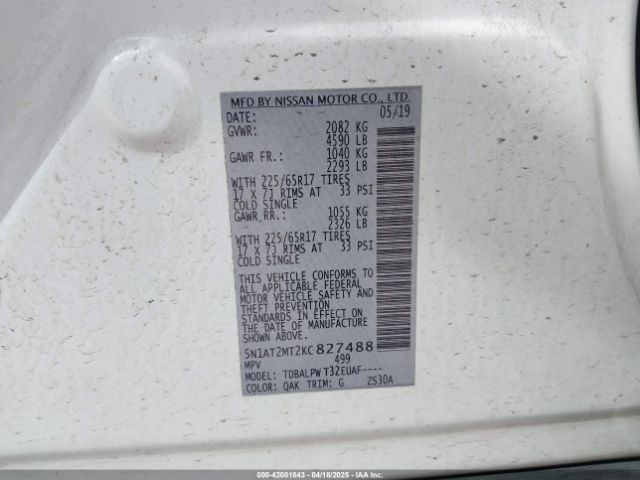 MFD BY NISSAN MOTOR CO., LTD.
DATE: 05/19
GVWR: 2082 KG
4590 LB
GAWR FR.: 1040 KG
2293 LB
WITH 225/65R17 TIRES
17 X 7J RIMS AT 33 PSI
COLD SINGLE
GAWR.RR.: 1055 KG
2326 LB
WITH 225/65R17 TIRES
17 X 7J RIMS AT 33 PSI
COLD SINGLE
THIS VEHICLE CONFORMS TO
ALL APPLICABLE FEDERAL
MOTOR VEHICLE SAFETY AND
THEFT PREVENTION
STANDARDS IN EFFECT ON
THE DATE OF MANUFACTURE
SHOWN ABOVE.
5N1AT2MT2KC827488
MPV 499
MODEL: TDBALPW T32EUAF----
COLOR: QAK TRIM: G ZS30A
000-42081843 - 04/18/2025 - IAA Inc.